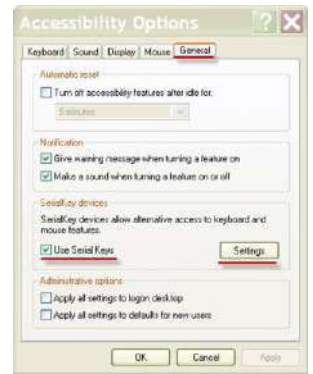 Accessibility Options
Keyboard Sound Display Mouse General
Automatic reset
Turn off accessibility features after idle for:
5 minutes
Notification
Give warning message when turning a feature on
Make a sound when turning a feature on or off
SerialKey devices
SerialKey devices allow alternative access to keyboard and
mouse features.
Use Serial Keys Settings
Administrative options
Apply all settings to logon desktop
Apply all settings to defaults for new users
OK Cancel Apply